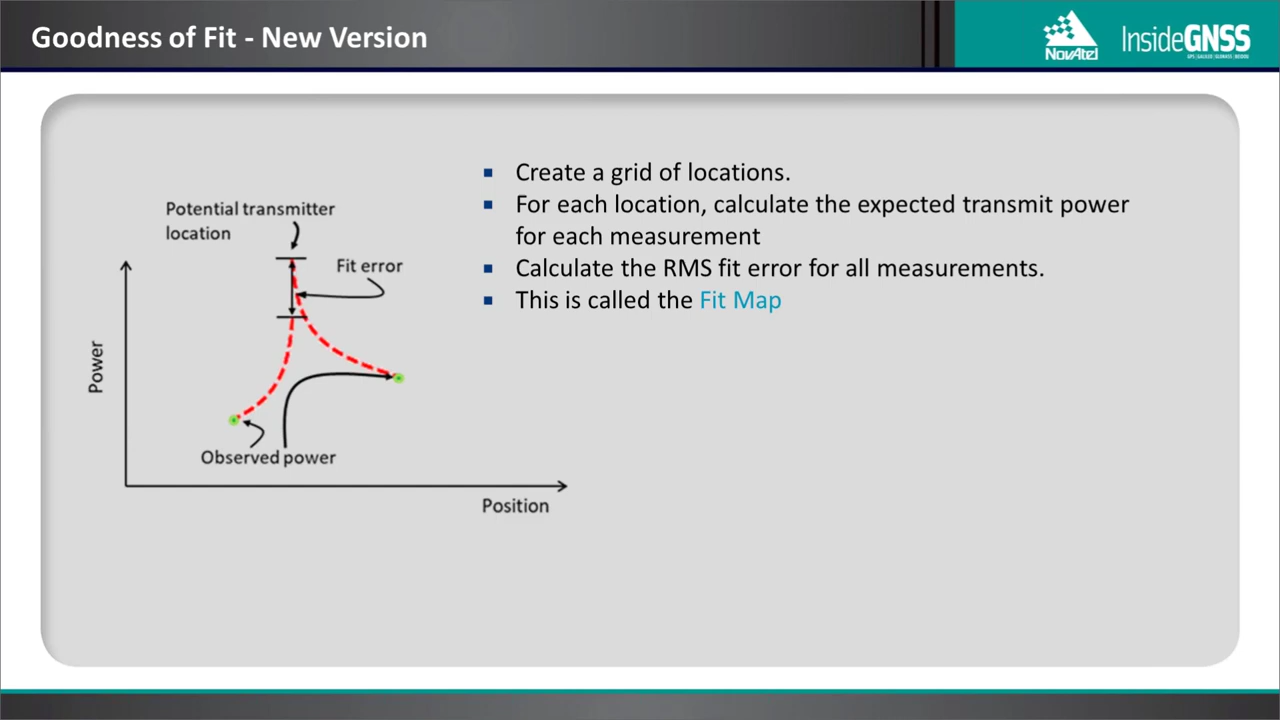 Goodness of Fit - New Version
NovAtel
InsideGNSS
Create a grid of locations.
For each location, calculate the expected transmit power
for each measurement
Calculate the RMS fit error for all measurements.
This is called the Fit Map
Potential transmitter
location
Fit error
Power
Observed power
Position